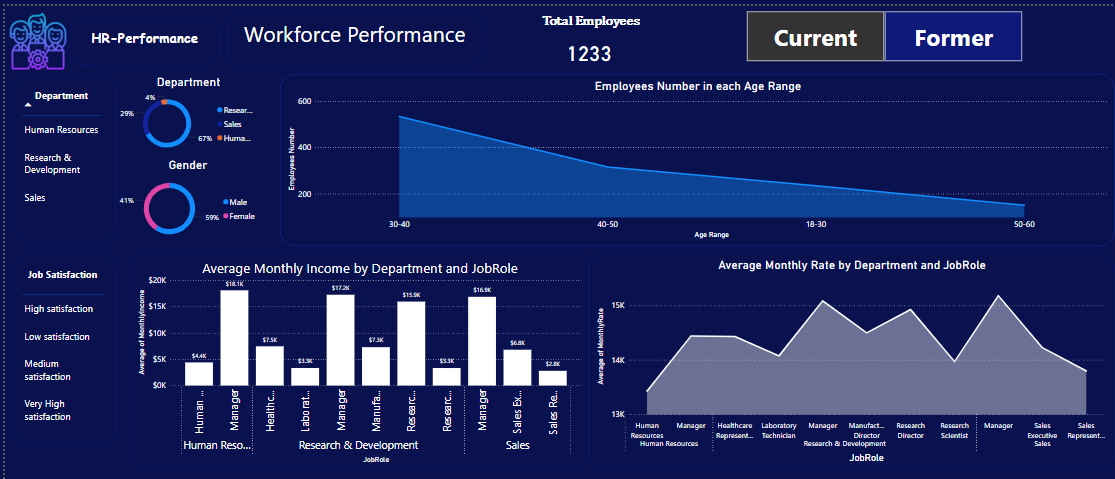 HR-Performance
Workforce Performance
Total Employees
1233
Current
Former
Department
Human Resources
Research &
Development
Sales
Department
4%
29%
67%
Resear...
Sales
Huma...
Gender
41%
59%
Male
Female
Employees Number in each Age Range
Employees Number
600
400
200
30-40
40-50
18-30
50-60
Age Range
Job Satisfaction
High satisfaction
Low satisfaction
Medium
satisfaction
Very High
satisfaction
Average Monthly Income by Department and JobRole
Average of MonthlyIncome
$20K
$15K
$10K
$5K
$0K
$4.4K
$18.1K
$7.5K
$3.3K
$17.2K
$7.3K
$15.9K
$3.3K
$16.9K
$6.8K
$2.8K
Human ...
Manager
Healthc...
Laborat...
Manager
Manufa...
Researc...
Researc...
Manager
Sales Ex...
Sales Re...
Human Reso...
Research & Development
Sales
JobRole
Average Monthly Rate by Department and JobRole
Average of MonthlyRate
15K
14K
13K
Human
Resources
Manager
Healthcare
Represent...
Laboratory
Technician
Manager
Manufact...
Director
Research
Director
Research
Scientist
Manager
Sales
Executive
Sales
Represent...
Human Resources
Research & Development
Sales
JobRole